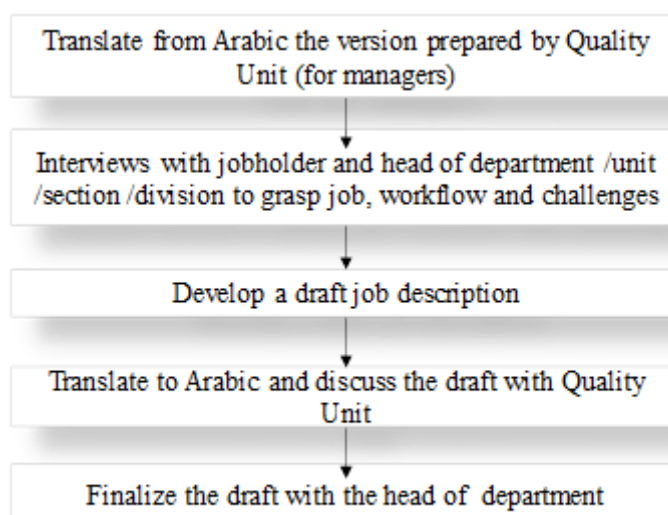 Translate from Arabic the version prepared by Quality
Unit (for managers)
Interviews with jobholder and head of department /unit
/section /division to grasp job, workflow and challenges
Develop a draft job description
Translate to Arabic and discuss the draft with Quality
Unit
Finalize the draft with the head of department